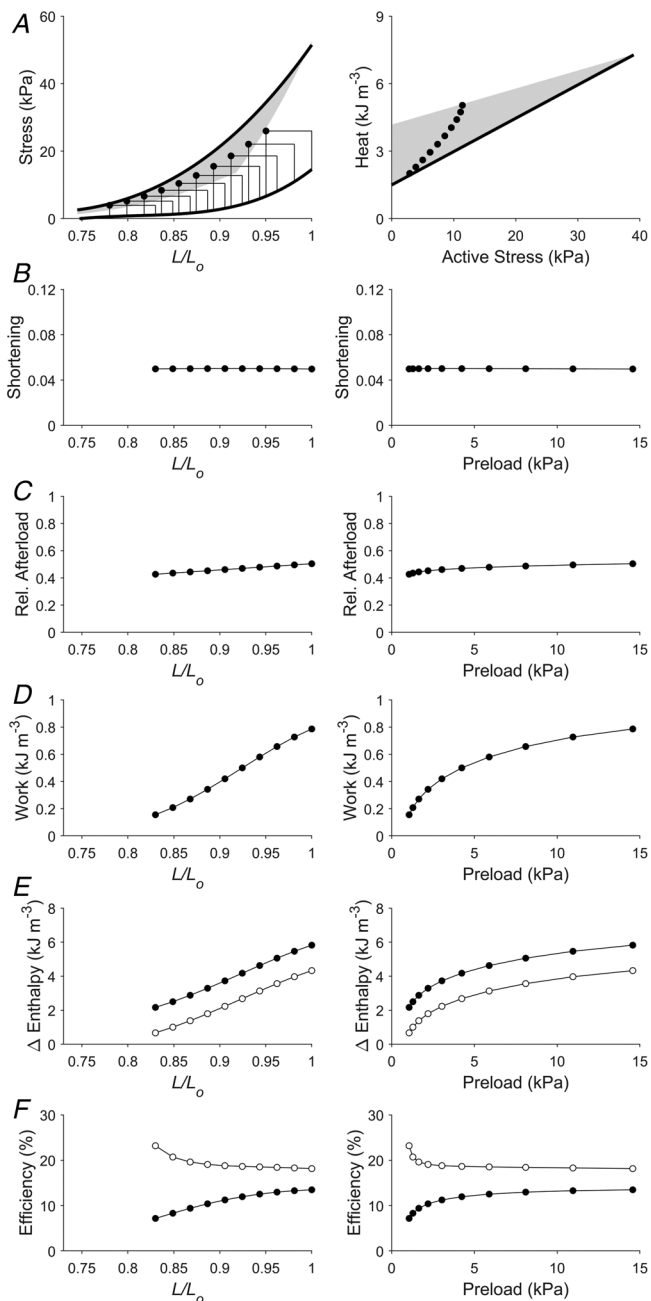 A
Stress (kPa)
60
40
20
0
0.75 0.8 0.85 0.9 0.95 1
L/Lo
Heat (kJ m-3)
9
6
3
0
0 10 20 30 40
Active Stress (kPa)
B
Shortening
0.12
0.08
0.04
0
0.75 0.8 0.85 0.9 0.95 1
L/Lo
Shortening
0.12
0.08
0.04
0
0 5 10 15
Preload (kPa)
C
Rel. Afterload
1
0.8
0.6
0.4
0.2
0
0.75 0.8 0.85 0.9 0.95 1
L/Lo
Rel. Afterload
1
0.8
0.6
0.4
0.2
0
0 5 10 15
Preload (kPa)
D
Work (kJ m-3)
1
0.8
0.6
0.4
0.2
0
0.75 0.8 0.85 0.9 0.95 1
L/Lo
Work (kJ m-3)
1
0.8
0.6
0.4
0.2
0
0 5 10 15
Preload (kPa)
E
Δ Enthalpy (kJ m-3)
8
6
4
2
0
0.75 0.8 0.85 0.9 0.95 1
L/Lo
Δ Enthalpy (kJ m-3)
8
6
4
2
0
0 5 10 15
Preload (kPa)
F
Efficiency (%)
30
20
10
0
0.75 0.8 0.85 0.9 0.95 1
L/Lo
Efficiency (%)
30
20
10
0
0 5 10 15
Preload (kPa)